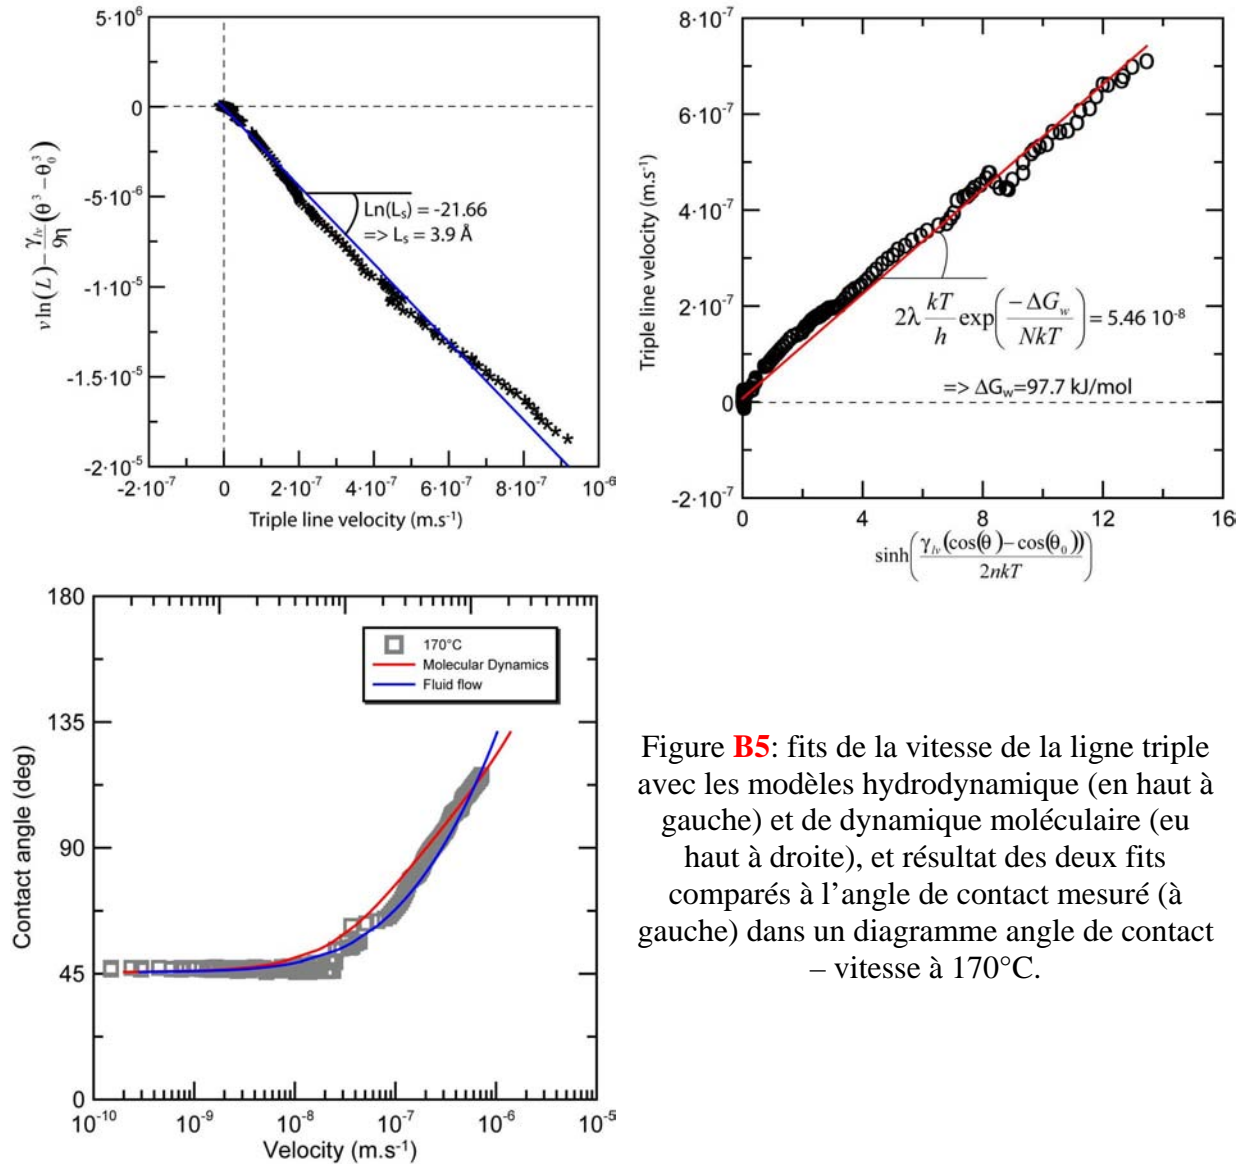 5·10⁻⁶
0
-5·10⁻⁶
-1·10⁻⁵
-1.5·10⁻⁵
-2·10⁻⁵
-2·10⁻⁷ 0 2·10⁻⁷ 4·10⁻⁷ 6·10⁻⁷ 8·10⁻⁷ 10⁻⁶
Triple line velocity (m.s⁻¹)
v ln(L) − γ_lv/9η (θ³ − θ₀³)
Ln(Lₛ) = -21.66
=> Lₛ = 3.9 Å
8·10⁻⁷
6·10⁻⁷
4·10⁻⁷
2·10⁻⁷
0
-2·10⁻⁷
0 4 8 12 16
Triple line velocity (m.s⁻¹)
2λ kT/h exp(−ΔG_w/NkT) = 5.46 10⁻⁸
=> ΔG_w=97.7 kJ/mol
sinh(γ_lv(cos(θ) − cos(θ₀))/2nkT)
180
135
90
45
0
10⁻¹⁰ 10⁻⁹ 10⁻⁸ 10⁻⁷ 10⁻⁶ 10⁻⁵
Velocity (m.s⁻¹)
Contact angle (deg)
170°C
Molecular Dynamics
Fluid flow
Figure B5: fits de la vitesse de la ligne triple
avec les modèles hydrodynamique (en haut à
gauche) et de dynamique moléculaire (eu
haut à droite), et résultat des deux fits
comparés à l'angle de contact mesuré (à
gauche) dans un diagramme angle de contact
– vitesse à 170°C.